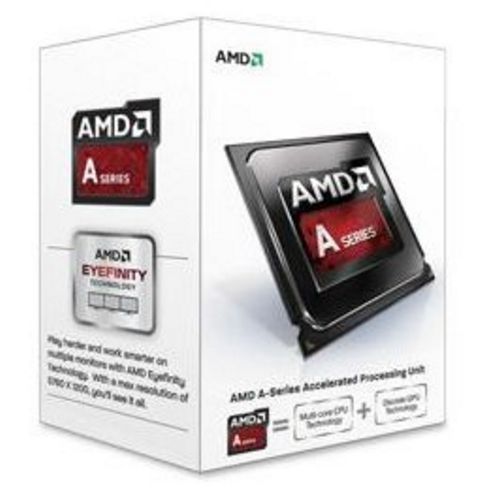 AMD
A SERIES
AMD
EYEFINITY
TECHNOLOGY
Play harder and work smarter on
multiple monitors with AMD Eyefinity
Technology. With a max resolution of
5760 X 1200, you'll see it all.
AMD
AMD
A SERIES
AMD A-Series Accelerated Processing Unit
AMD
A SERIES
Multi-core CPU
Technology
+
Discrete GPU
Technology